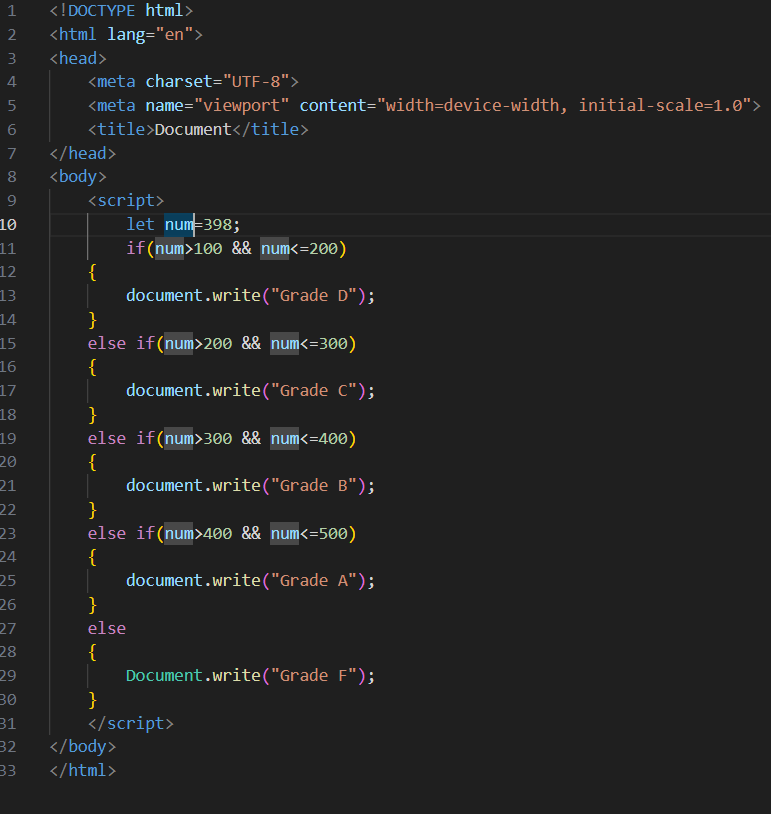 1 <!DOCTYPE html>
2 <html lang="en">
3 <head>
4     <meta charset="UTF-8">
5     <meta name="viewport" content="width=device-width, initial-scale=1.0">
6     <title>Document</title>
7 </head>
8 <body>
9     <script>
10         let num=398;
11         if(num>100 && num<=200)
12     {
13         document.write("Grade D");
14     }
15     else if(num>200 && num<=300)
16     {
17         document.write("Grade C");
18     }
19     else if(num>300 && num<=400)
20     {
21         document.write("Grade B");
22     }
23     else if(num>400 && num<=500)
24     {
25         document.write("Grade A");
26     }
27     else
28     {
29         Document.write("Grade F");
30     }
31     </script>
32 </body>
33 </html>